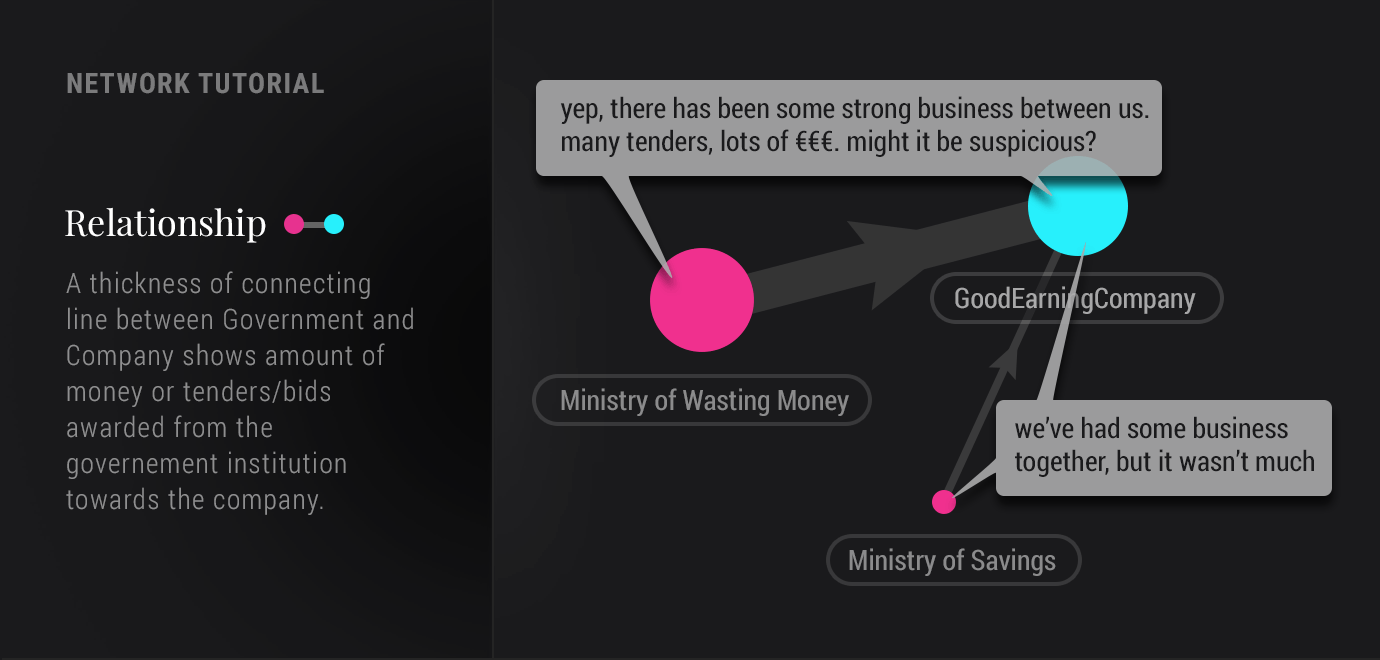 NETWORK TUTORIAL
Relationship
A thickness of connecting
line between Government and
Company shows amount of
money or tenders/bids
awarded from the
governement institution
towards the company.
yep, there has been some strong business between us.
many tenders, lots of €€€. might it be suspicious?
GoodEarningCompany
Ministry of Wasting Money
we've had some business
together, but it wasn't much
Ministry of Savings